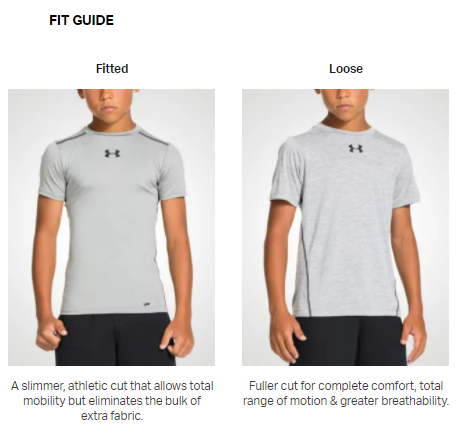 FIT GUIDE
Fitted
Loose
A slimmer, athletic cut that allows total
mobility but eliminates the bulk of
extra fabric.
Fuller cut for complete comfort, total
range of motion & greater breathability.